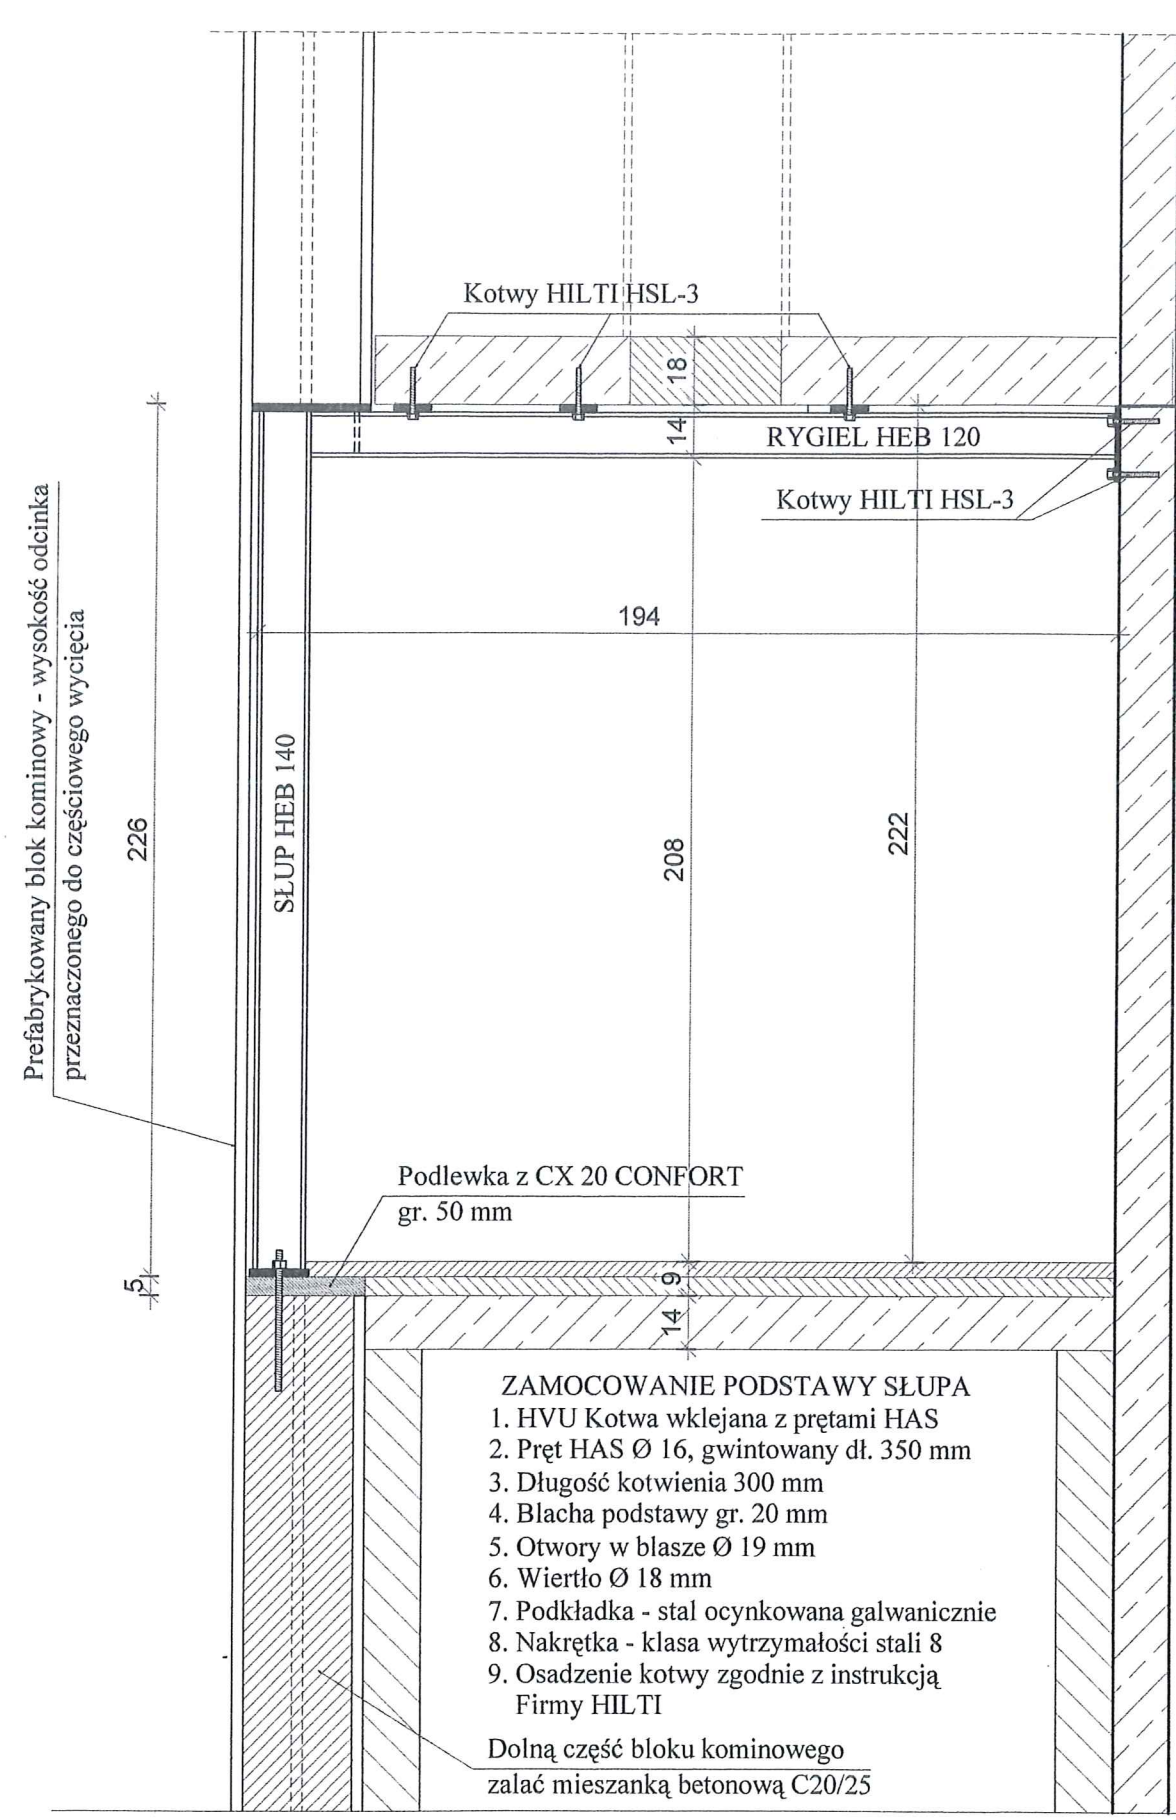 Kotwy HILTI HSL-3
18
14
RYGIEL HEB 120
Kotwy HILTI HSL-3
Prefabrykowany blok kominowy - wysokość odcinka
przeznaczonego do częściowego wycięcia
194
226
SŁUP HEB 140
208
222
Podlewka z CX 20 CONFORT
gr. 50 mm
5
9
14
ZAMOCOWANIE PODSTAWY SŁUPA
1. HVU Kotwa wklejana z prętami HAS
2. Pręt HAS Ø 16, gwintowany dł. 350 mm
3. Długość kotwienia 300 mm
4. Blacha podstawy gr. 20 mm
5. Otwory w blasze Ø 19 mm
6. Wiertło Ø 18 mm
7. Podkładka - stal ocynkowana galwanicznie
8. Nakrętka - klasa wytrzymałości stali 8
9. Osadzenie kotwy zgodnie z instrukcją
Firmy HILTI
Dolną część bloku kominowego
zalać mieszanką betonową C20/25